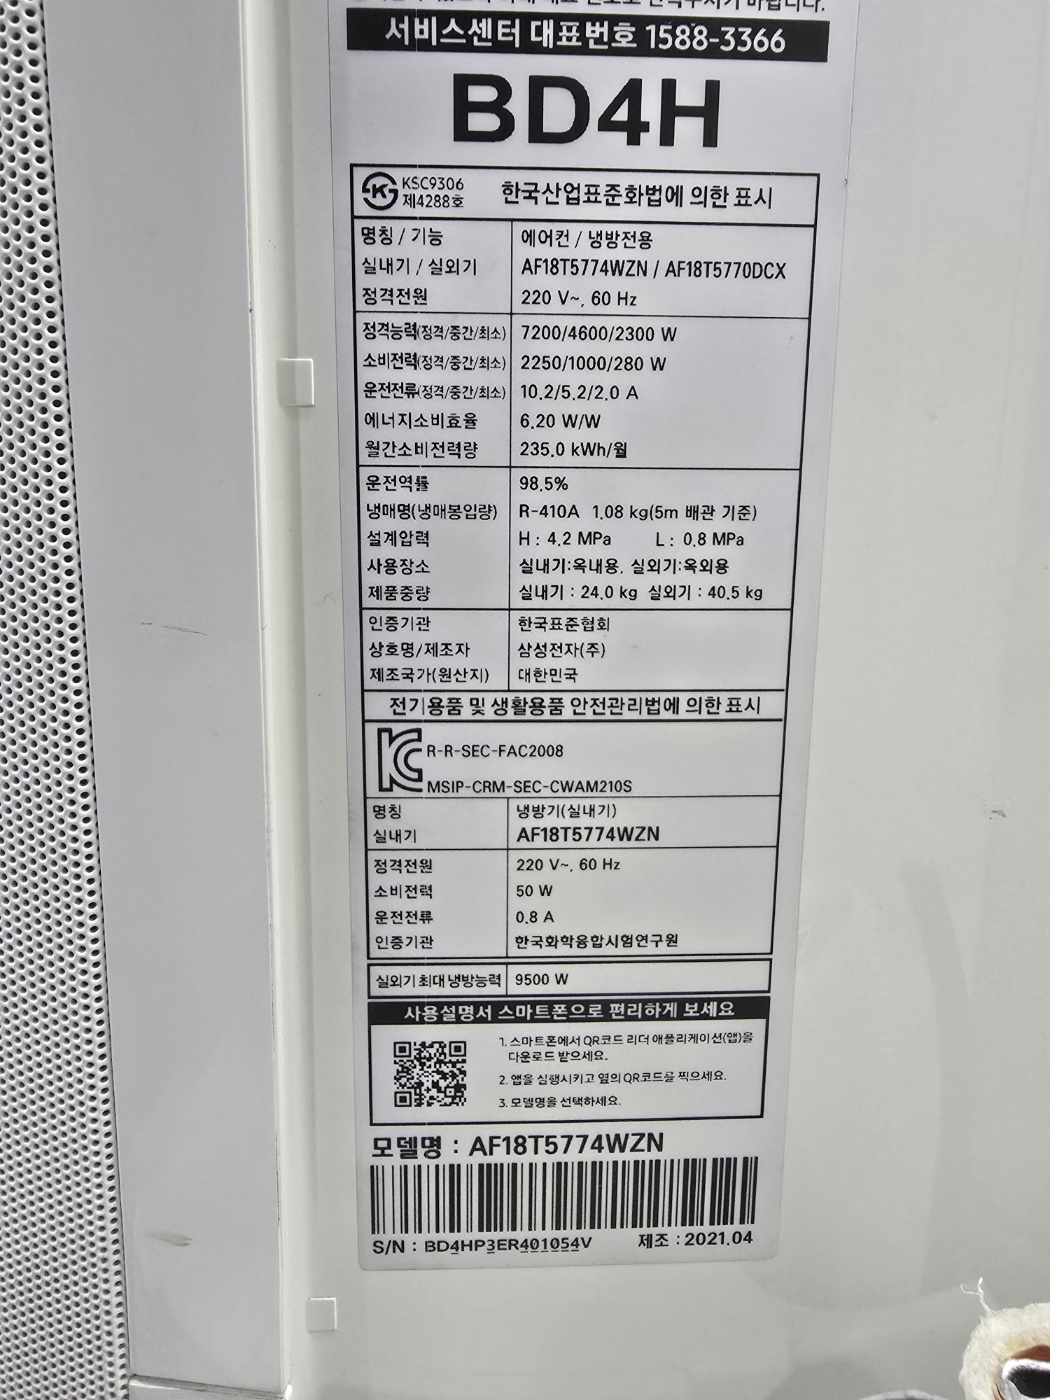 서비스센터 대표번호 1588-3366
BD4H
KS KSC9306 제4288호 한국산업표준화법에 의한 표시
명칭 / 기능 에어컨 / 냉방전용
실내기 / 실외기 AF18T5774WZN / AF18T5770DCX
정격전원 220 V~, 60 Hz
정격능력(정격/중간/최소) 7200/4600/2300 W
소비전력(정격/중간/최소) 2250/1000/280 W
운전전류(정격/중간/최소) 10.2/5.2/2.0 A
에너지소비효율 6.20 W/W
월간소비전력량 235.0 kWh/월
운전역률 98.5%
냉매명(냉매봉입량) R-410A 1.08 kg(5m 배관 기준)
설계압력 H : 4.2 MPa L : 0.8 MPa
사용장소 실내기:옥내용, 실외기:옥외용
제품중량 실내기 : 24.0 kg 실외기 : 40.5 kg
인증기관 한국표준협회
상호명/제조자 삼성전자(주)
제조국가(원산지) 대한민국
전기용품 및 생활용품 안전관리법에 의한 표시
R-R-SEC-FAC2008
MSIP-CRM-SEC-CWAM210S
명칭 냉방기(실내기)
실내기 AF18T5774WZN
정격전원 220 V~, 60 Hz
소비전력 50 W
운전전류 0.8 A
인증기관 한국화학융합시험연구원
실외기 최대 냉방능력 9500 W
사용설명서 스마트폰으로 편리하게 보세요
1. 스마트폰에서 QR코드 리더 애플리케이션(앱)을
다운로드 받으세요.
2. 앱을 실행시키고 옆의 QR코드를 찍으세요.
3. 모델명을 선택하세요.
모델명 : AF18T5774WZN
S/N : BD4HP3ER401054V 제조 : 2021.04